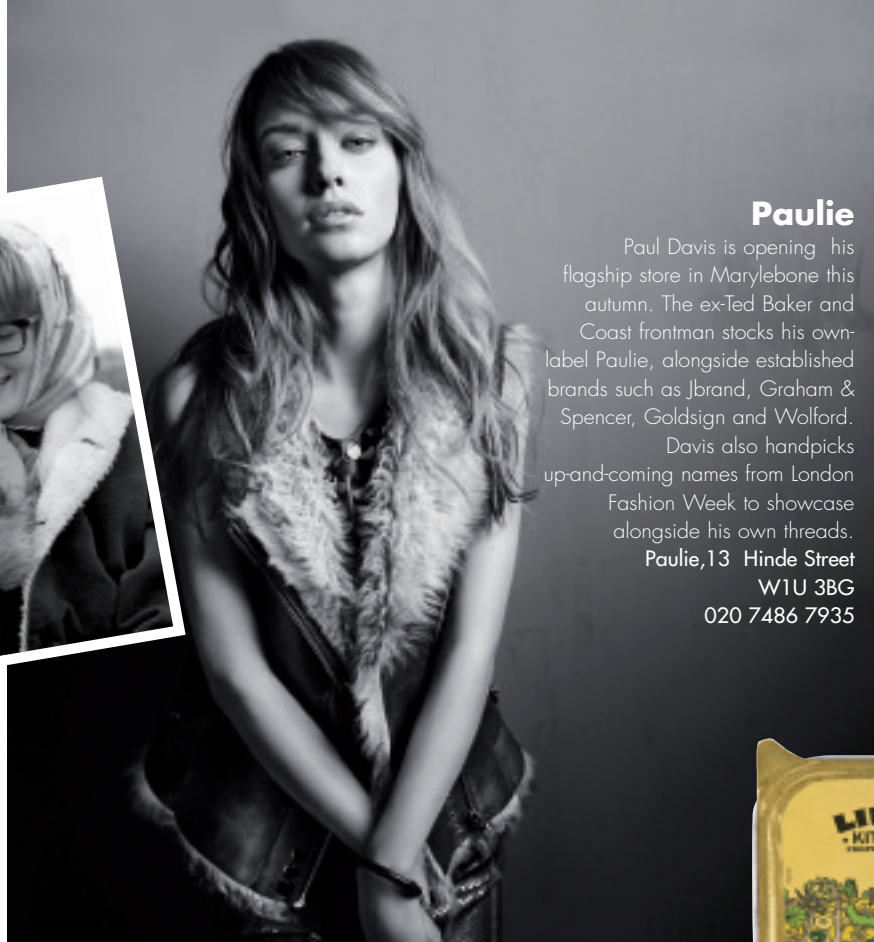 Paulie
Paul Davis is opening  his
flagship store in Marylebone this
autumn. The ex-Ted Baker and
Coast frontman stocks his own-
label Paulie, alongside established
brands such as Jbrand, Graham &
Spencer, Goldsign and Wolford.
Davis also handpicks
up-and-coming names from London
Fashion Week to showcase
alongside his own threads.
Paulie,13  Hinde Street
W1U 3BG
020 7486 7935